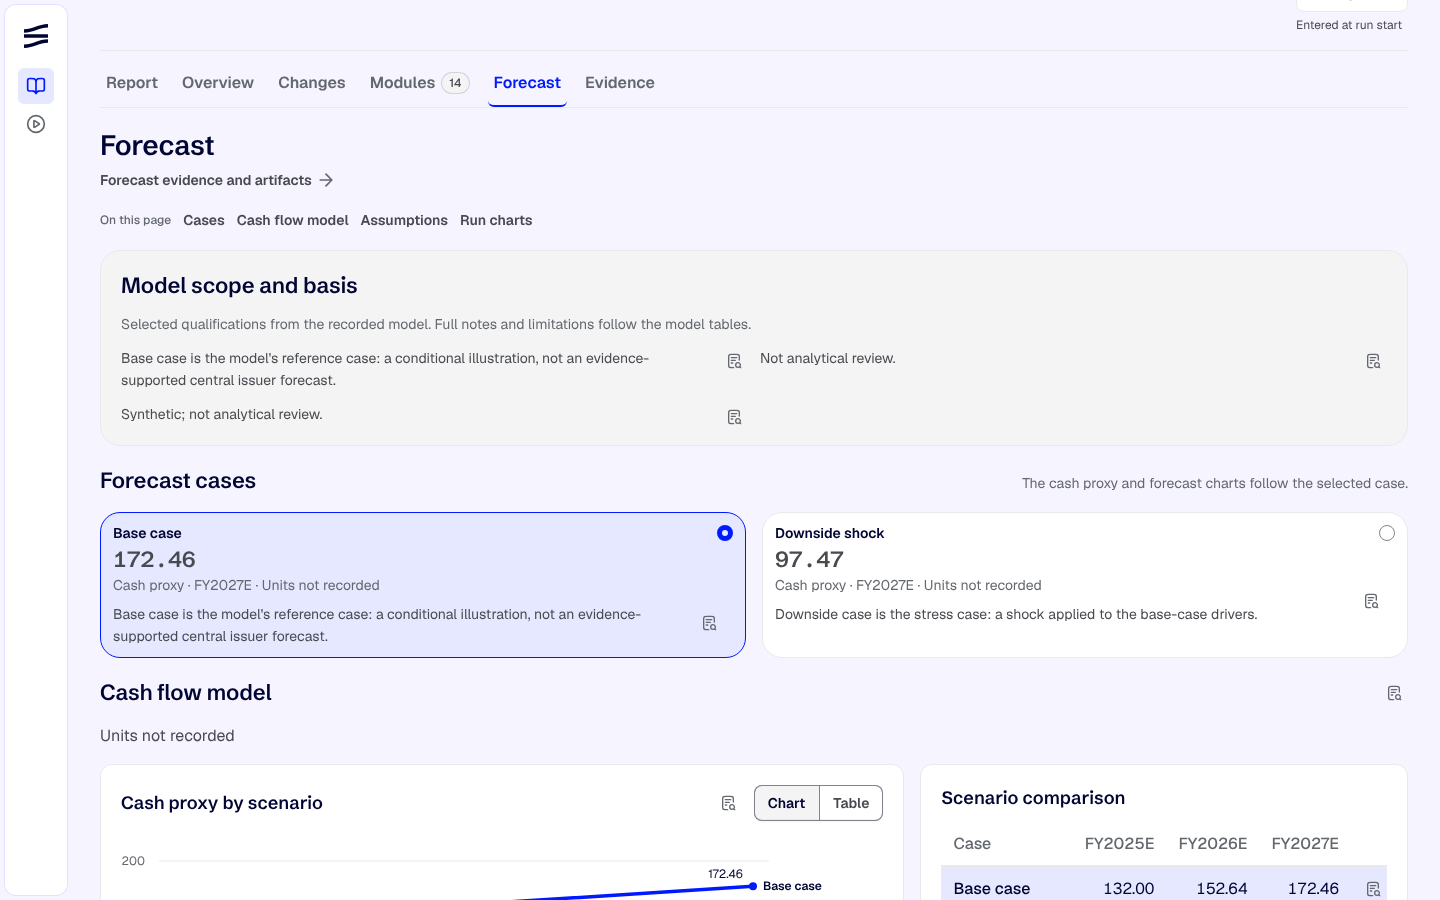 Entered at run start
Report Overview Changes Modules 14 Forecast Evidence
Forecast
Forecast evidence and artifacts
On this page Cases Cash flow model Assumptions Run charts
Model scope and basis
Selected qualifications from the recorded model. Full notes and limitations follow the model tables.
Base case is the model's reference case: a conditional illustration, not an evidence-
supported central issuer forecast.
Not analytical review.
Synthetic; not analytical review.
Forecast cases
The cash proxy and forecast charts follow the selected case.
Base case
172.46
Cash proxy · FY2027E · Units not recorded
Base case is the model's reference case: a conditional illustration, not an evidence-
supported central issuer forecast.
Downside shock
97.47
Cash proxy · FY2027E · Units not recorded
Downside case is the stress case: a shock applied to the base-case drivers.
Cash flow model
Units not recorded
Cash proxy by scenario
Chart Table
200
172.46
Base case
Scenario comparison
Case FY2025E FY2026E FY2027E
Base case 132.00 152.64 172.46